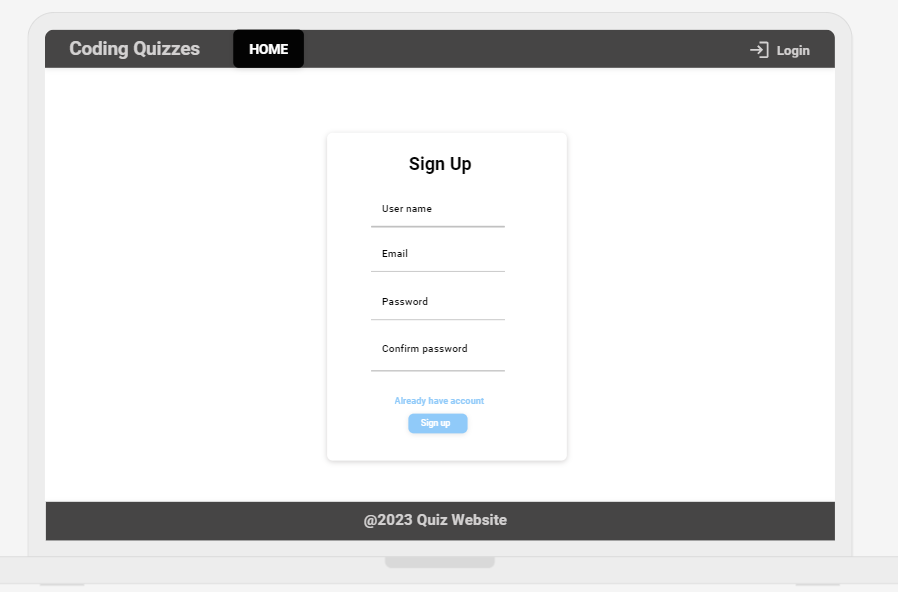 Coding Quizzes HOME Login
Sign Up
User name
Email
Password
Confirm password
Already have account
Sign up
@2023 Quiz Website